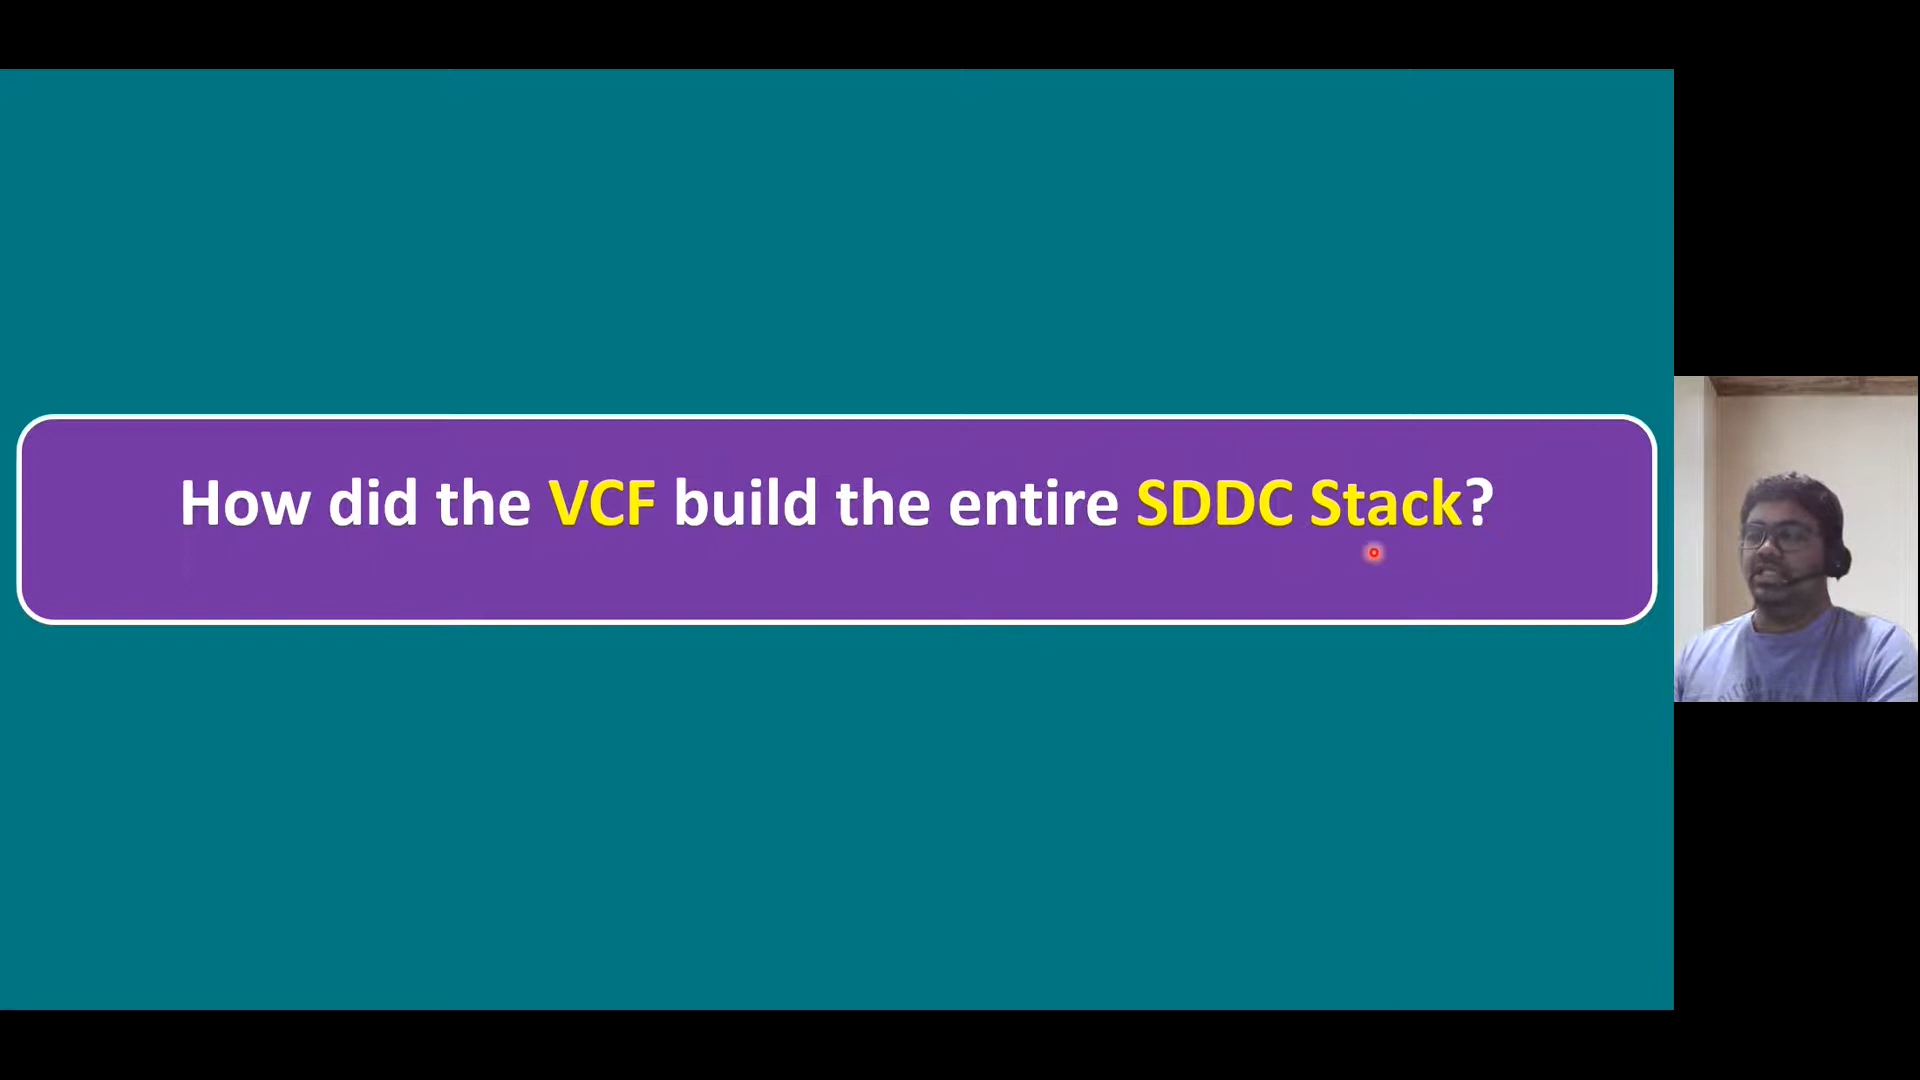 How did the VCF build the entire SDDC Stack?